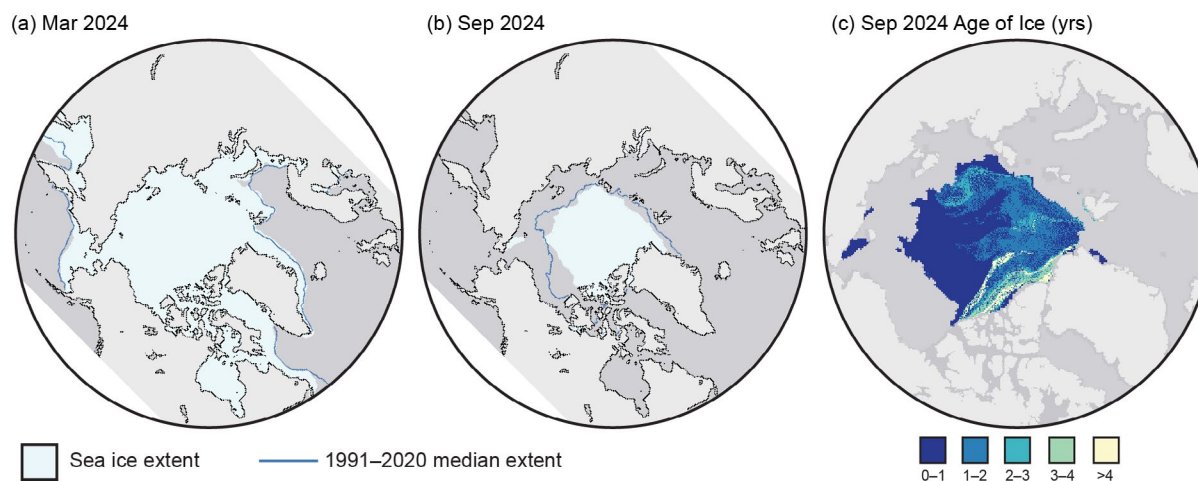 (a) Mar 2024
(b) Sep 2024
(c) Sep 2024 Age of Ice (yrs)
Sea ice extent
1991–2020 median extent
0–1
1–2
2–3
3–4
>4